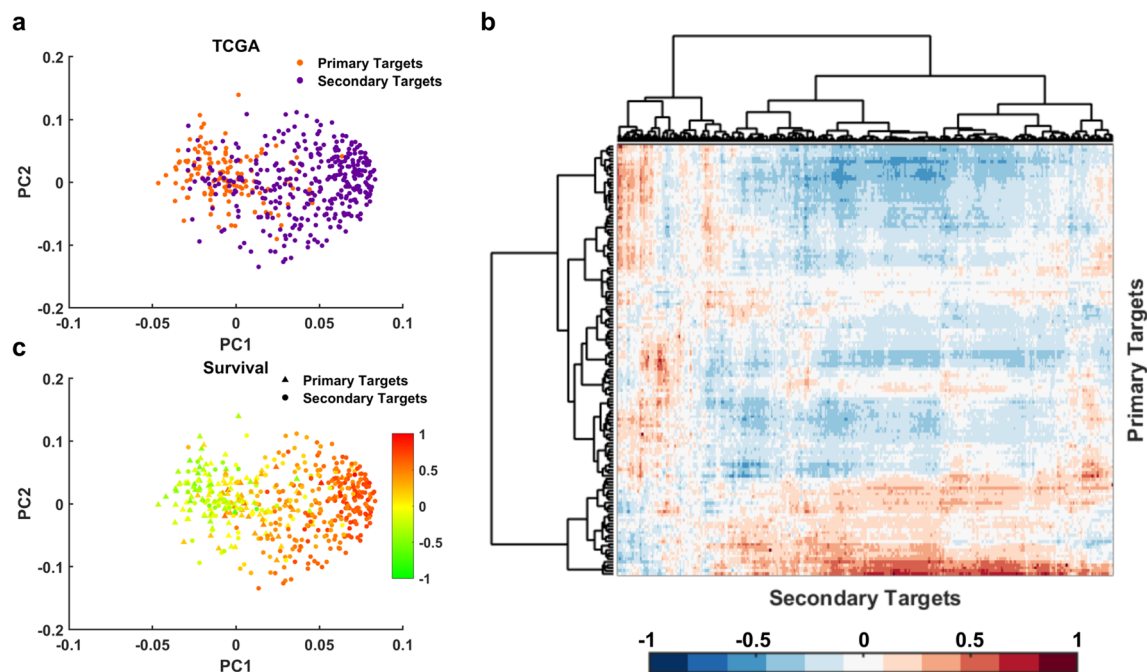 a
TCGA
Primary Targets
Secondary Targets
0.2
0.1
0
-0.1
-0.2
PC2
-0.1
-0.05
0
0.05
0.1
PC1
b
Primary Targets
Secondary Targets
-1
-0.5
0
0.5
1
c
Survival
Primary Targets
Secondary Targets
0.2
0.1
0
-0.1
-0.2
PC2
1
0.5
0
-0.5
-1
-0.1
-0.05
0
0.05
0.1
PC1